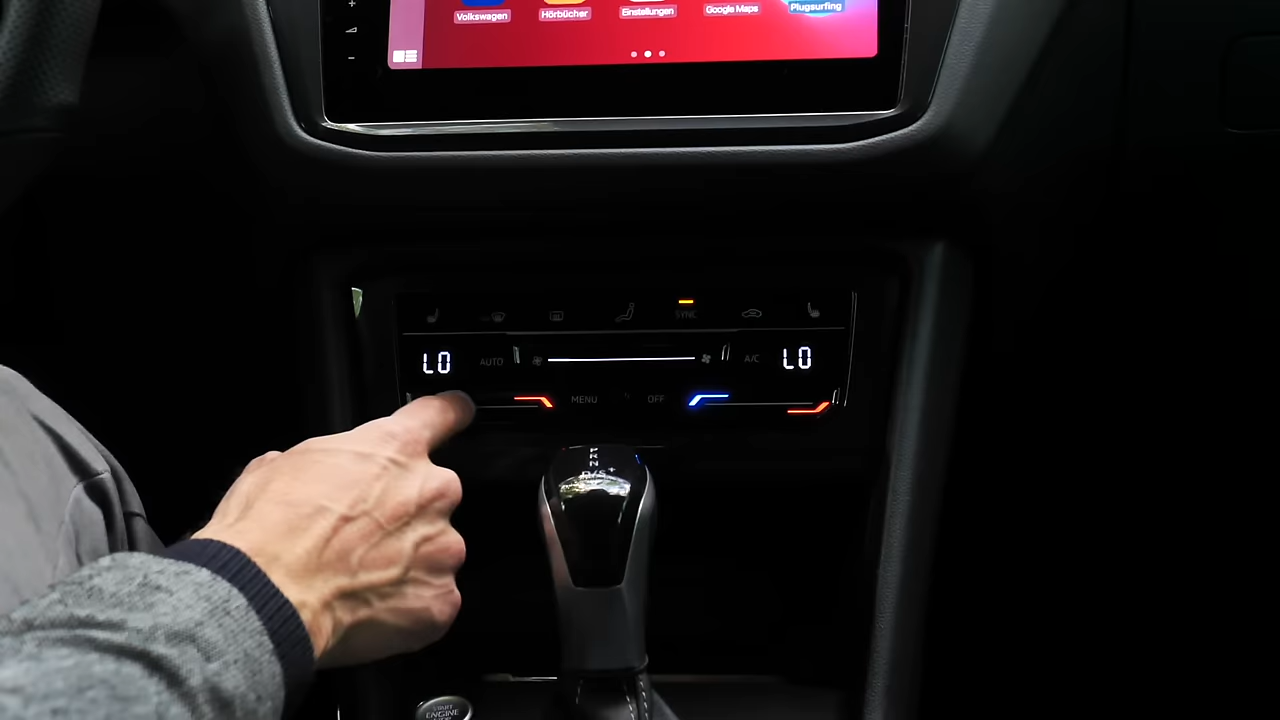 Volkswagen
Hörbücher
Einstellungen
Google Maps
Plugsurfing
SYNC
LO
AUTO
A/C
LO
MENU
OFF
P
R
N
D/S
START
ENGINE